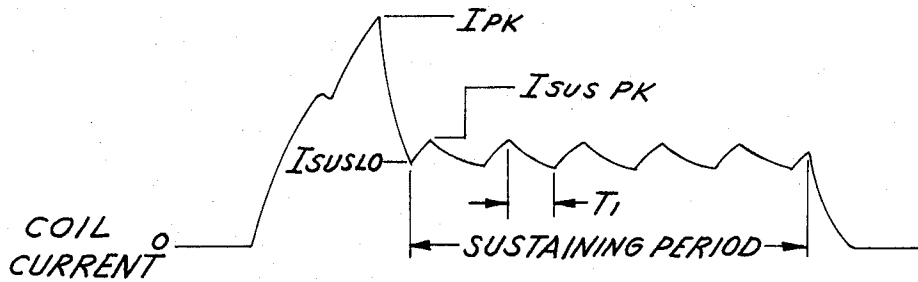 IPK
ISUS PK
ISUSLO
T1
COIL
CURRENT
0
SUSTAINING PERIOD